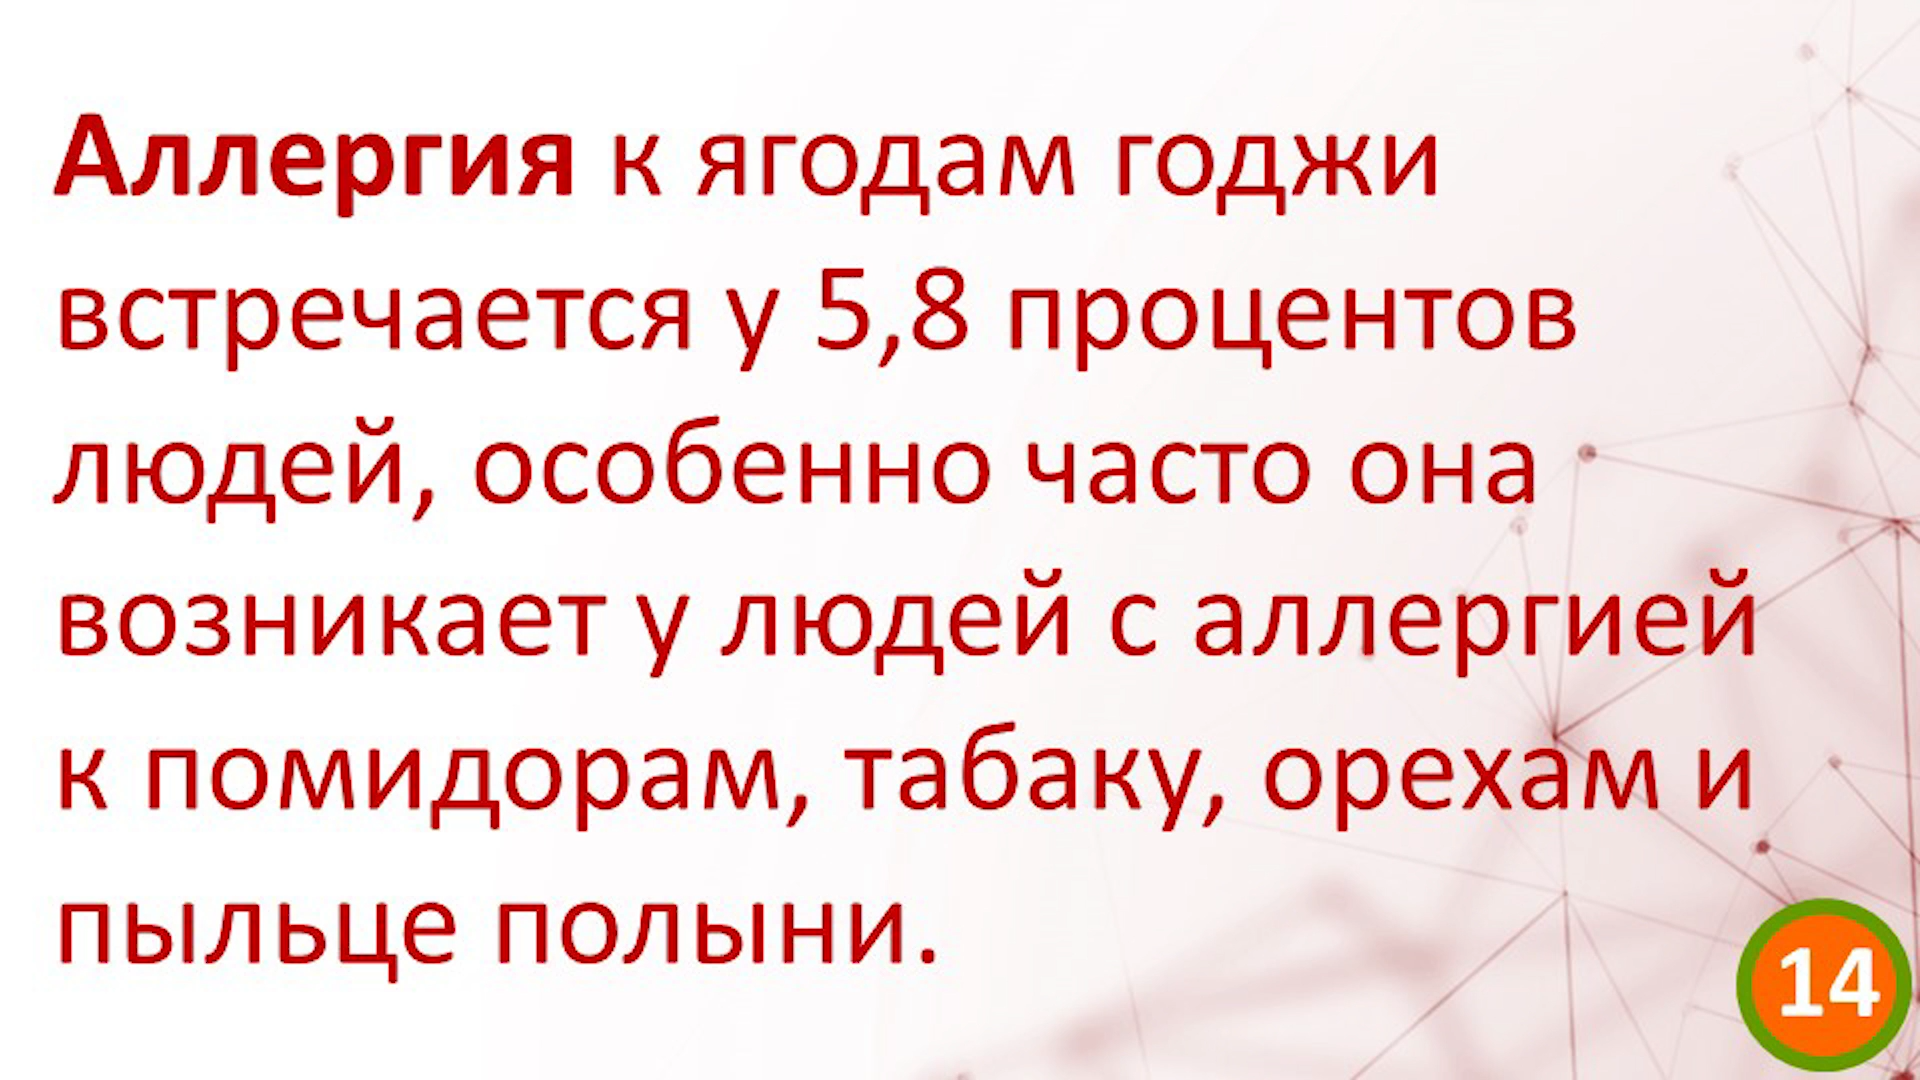 Аллергия к ягодам годжи
встречается у 5,8 процентов
людей, особенно часто она
возникает у людей с аллергией
к помидорам, табаку, орехам и
пыльце полыни.
14